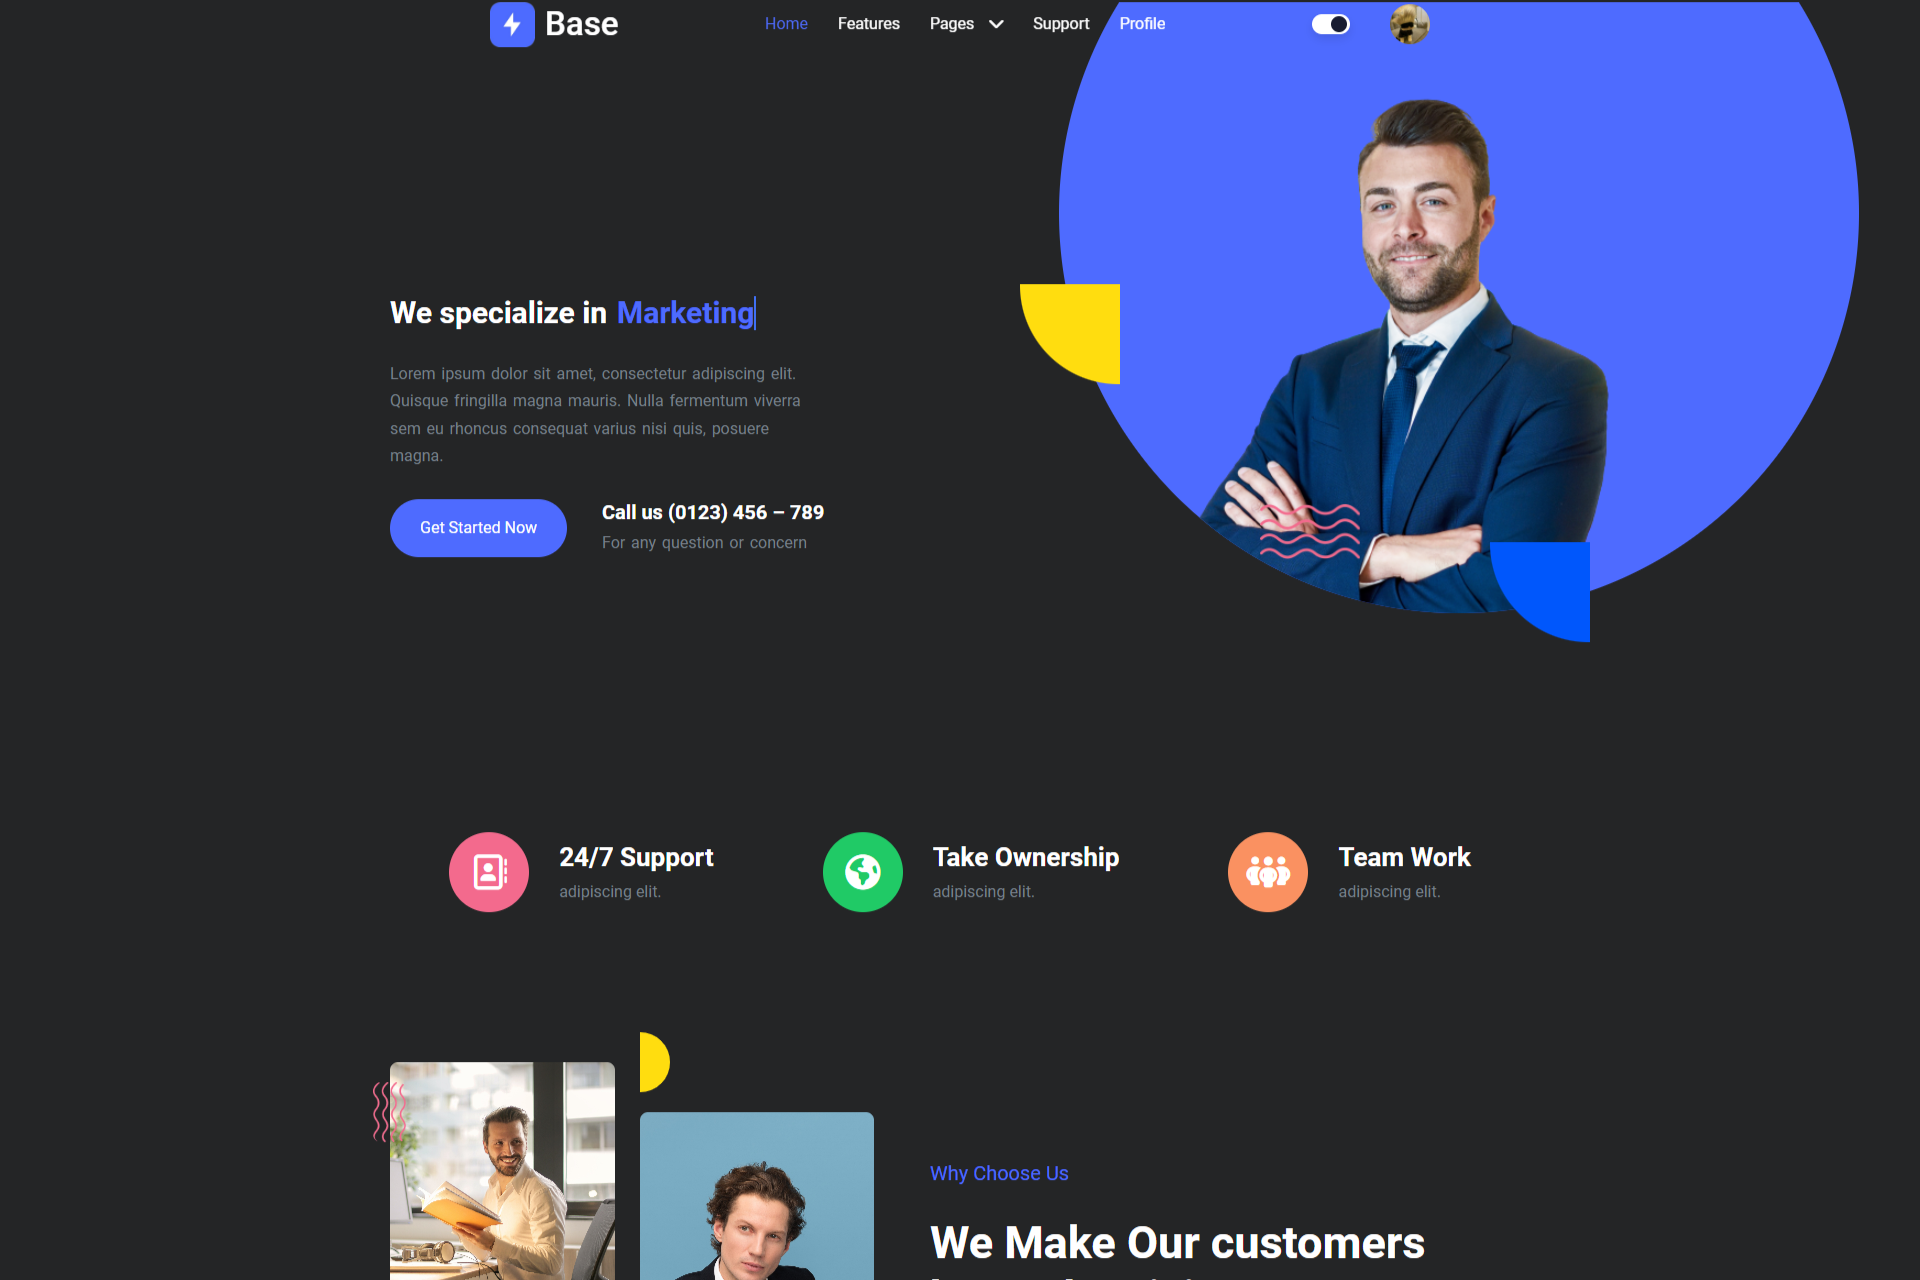 Base
Home Features Pages Support Profile
We specialize in Marketing
Lorem ipsum dolor sit amet, consectetur adipiscing elit.
Quisque fringilla magna mauris. Nulla fermentum viverra
sem eu rhoncus consequat varius nisi quis, posuere
magna.
Get Started Now
Call us (0123) 456 – 789
For any question or concern
24/7 Support
adipiscing elit.
Take Ownership
adipiscing elit.
Team Work
adipiscing elit.
Why Choose Us
We Make Our customers